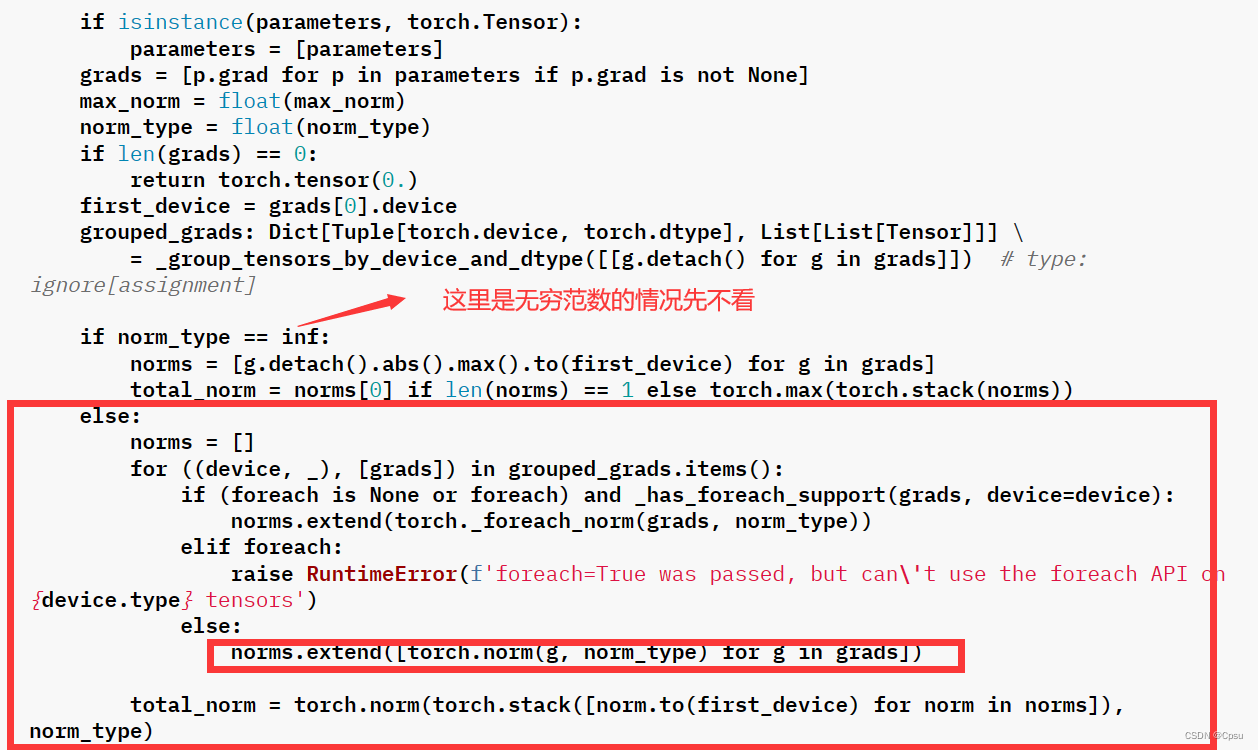 if isinstance(parameters, torch.Tensor):
        parameters = [parameters]
    grads = [p.grad for p in parameters if p.grad is not None]
    max_norm = float(max_norm)
    norm_type = float(norm_type)
    if len(grads) == 0:
        return torch.tensor(0.)
    first_device = grads[0].device
    grouped_grads: Dict[Tuple[torch.device, torch.dtype], List[List[Tensor]]] \
        = _group_tensors_by_device_and_dtype([[g.detach() for g in grads]])  # type:
ignore[assignment]
这里是无穷范数的情况先不看
    if norm_type == inf:
        norms = [g.detach().abs().max().to(first_device) for g in grads]
        total_norm = norms[0] if len(norms) == 1 else torch.max(torch.stack(norms))
    else:
        norms = []
        for ((device, _), [grads]) in grouped_grads.items():
            if (foreach is None or foreach) and _has_foreach_support(grads, device=device):
                norms.extend(torch._foreach_norm(grads, norm_type))
            elif foreach:
                raise RuntimeError(f'foreach=True was passed, but can\'t use the foreach API on
{device.type} tensors')
            else:
                norms.extend([torch.norm(g, norm_type) for g in grads])
        total_norm = torch.norm(torch.stack([norm.to(first_device) for norm in norms]),
norm_type)
CSDN @Cpsu